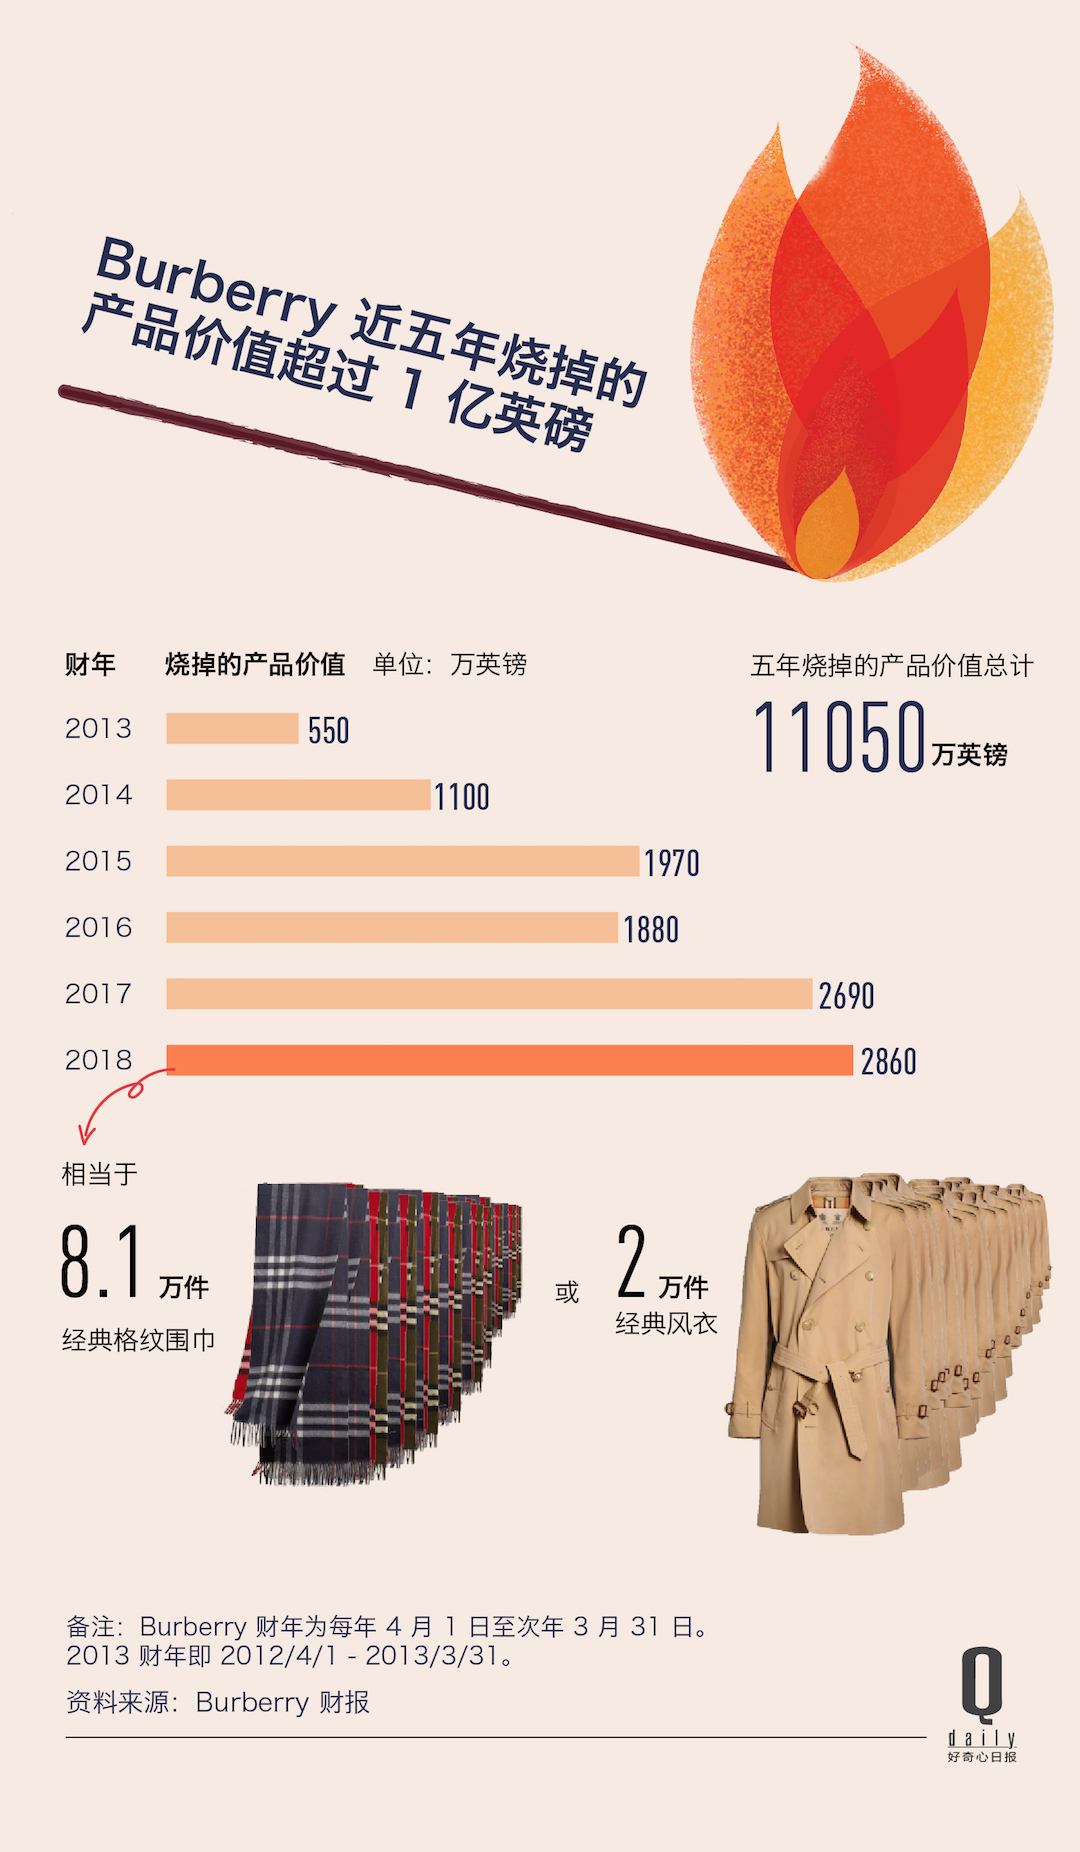 Burberry 近五年烧掉的
产品价值超过 1 亿英磅
财年 烧掉的产品价值 单位：万英镑
五年烧掉的产品价值总计
11050万英镑
2013 550
2014 1100
2015 1970
2016 1880
2017 2690
2018 2860
相当于
8.1 万件
经典格纹围巾
或
2 万件
经典风衣
备注：Burberry 财年为每年 4 月 1 日至次年 3 月 31 日。
2013 财年即 2012/4/1 - 2013/3/31。
资料来源：Burberry 财报
Q
daily
好奇心日报